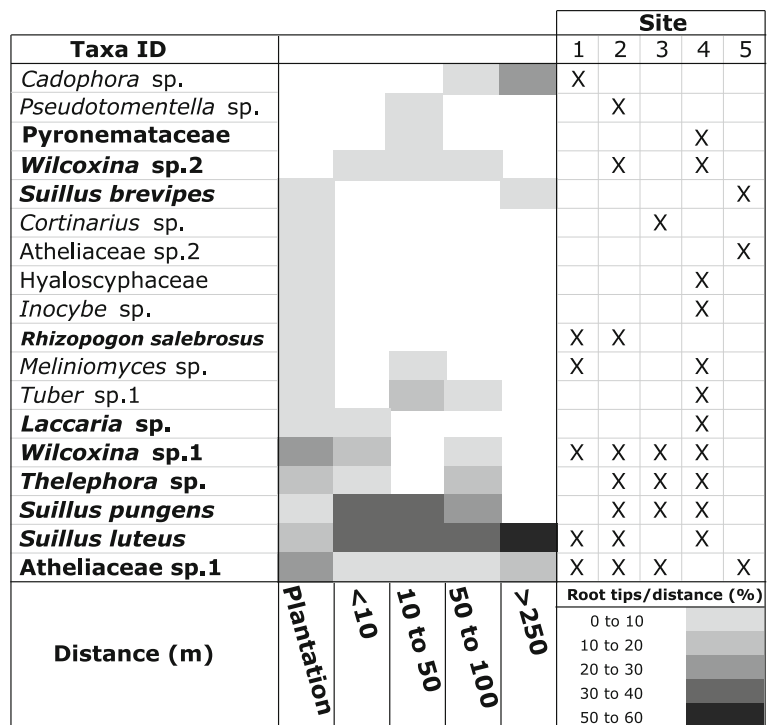 Site
Taxa ID 1 2 3 4 5
Cadophora sp. X
Pseudotomentella sp. X
Pyronemataceae X
Wilcoxina sp.2 X X
Suillus brevipes X
Cortinarius sp. X
Atheliaceae sp.2 X
Hyaloscyphaceae X
Inocybe sp. X
Rhizopogon salebrosus X X
Meliniomyces sp. X X
Tuber sp.1 X
Laccaria sp. X
Wilcoxina sp.1 X X X X
Thelephora sp. X X X
Suillus pungens X X X
Suillus luteus X X X
Atheliaceae sp.1 X X X X
Distance (m)
Plantation
<10
10 to 50
50 to 100
>250
Root tips/distance (%)
0 to 10
10 to 20
20 to 30
30 to 40
50 to 60